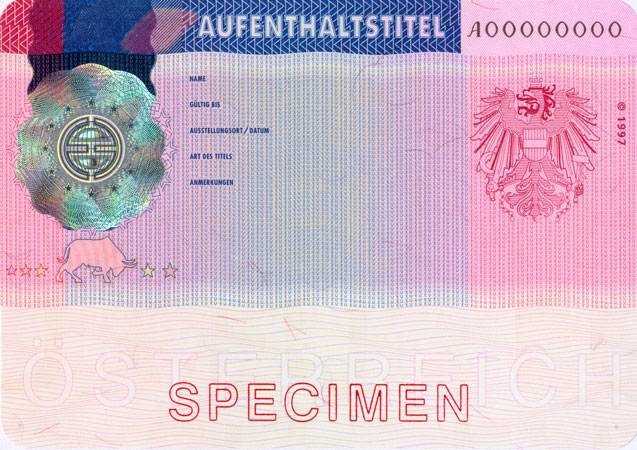 AUFENTHALTSTITEL
A00000000
NAME
GÜLTIG BIS
AUSSTELLUNGSORT / DATUM
ART DES TITELS
ANMERKUNGEN
© 1997
ÖSTERREICH
SPECIMEN